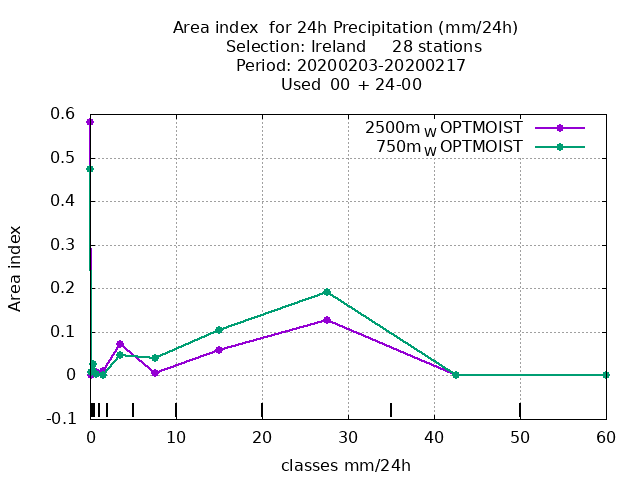 Area index  for 24h Precipitation (mm/24h)
Selection: Ireland     28 stations
Period: 20200203-20200217
Used  00 + 24-00
2500m_W OPTMOIST
750m_W OPTMOIST
0.6
0.5
0.4
0.3
0.2
0.1
0
-0.1
Area index
0 10 20 30 40 50 60
classes mm/24h